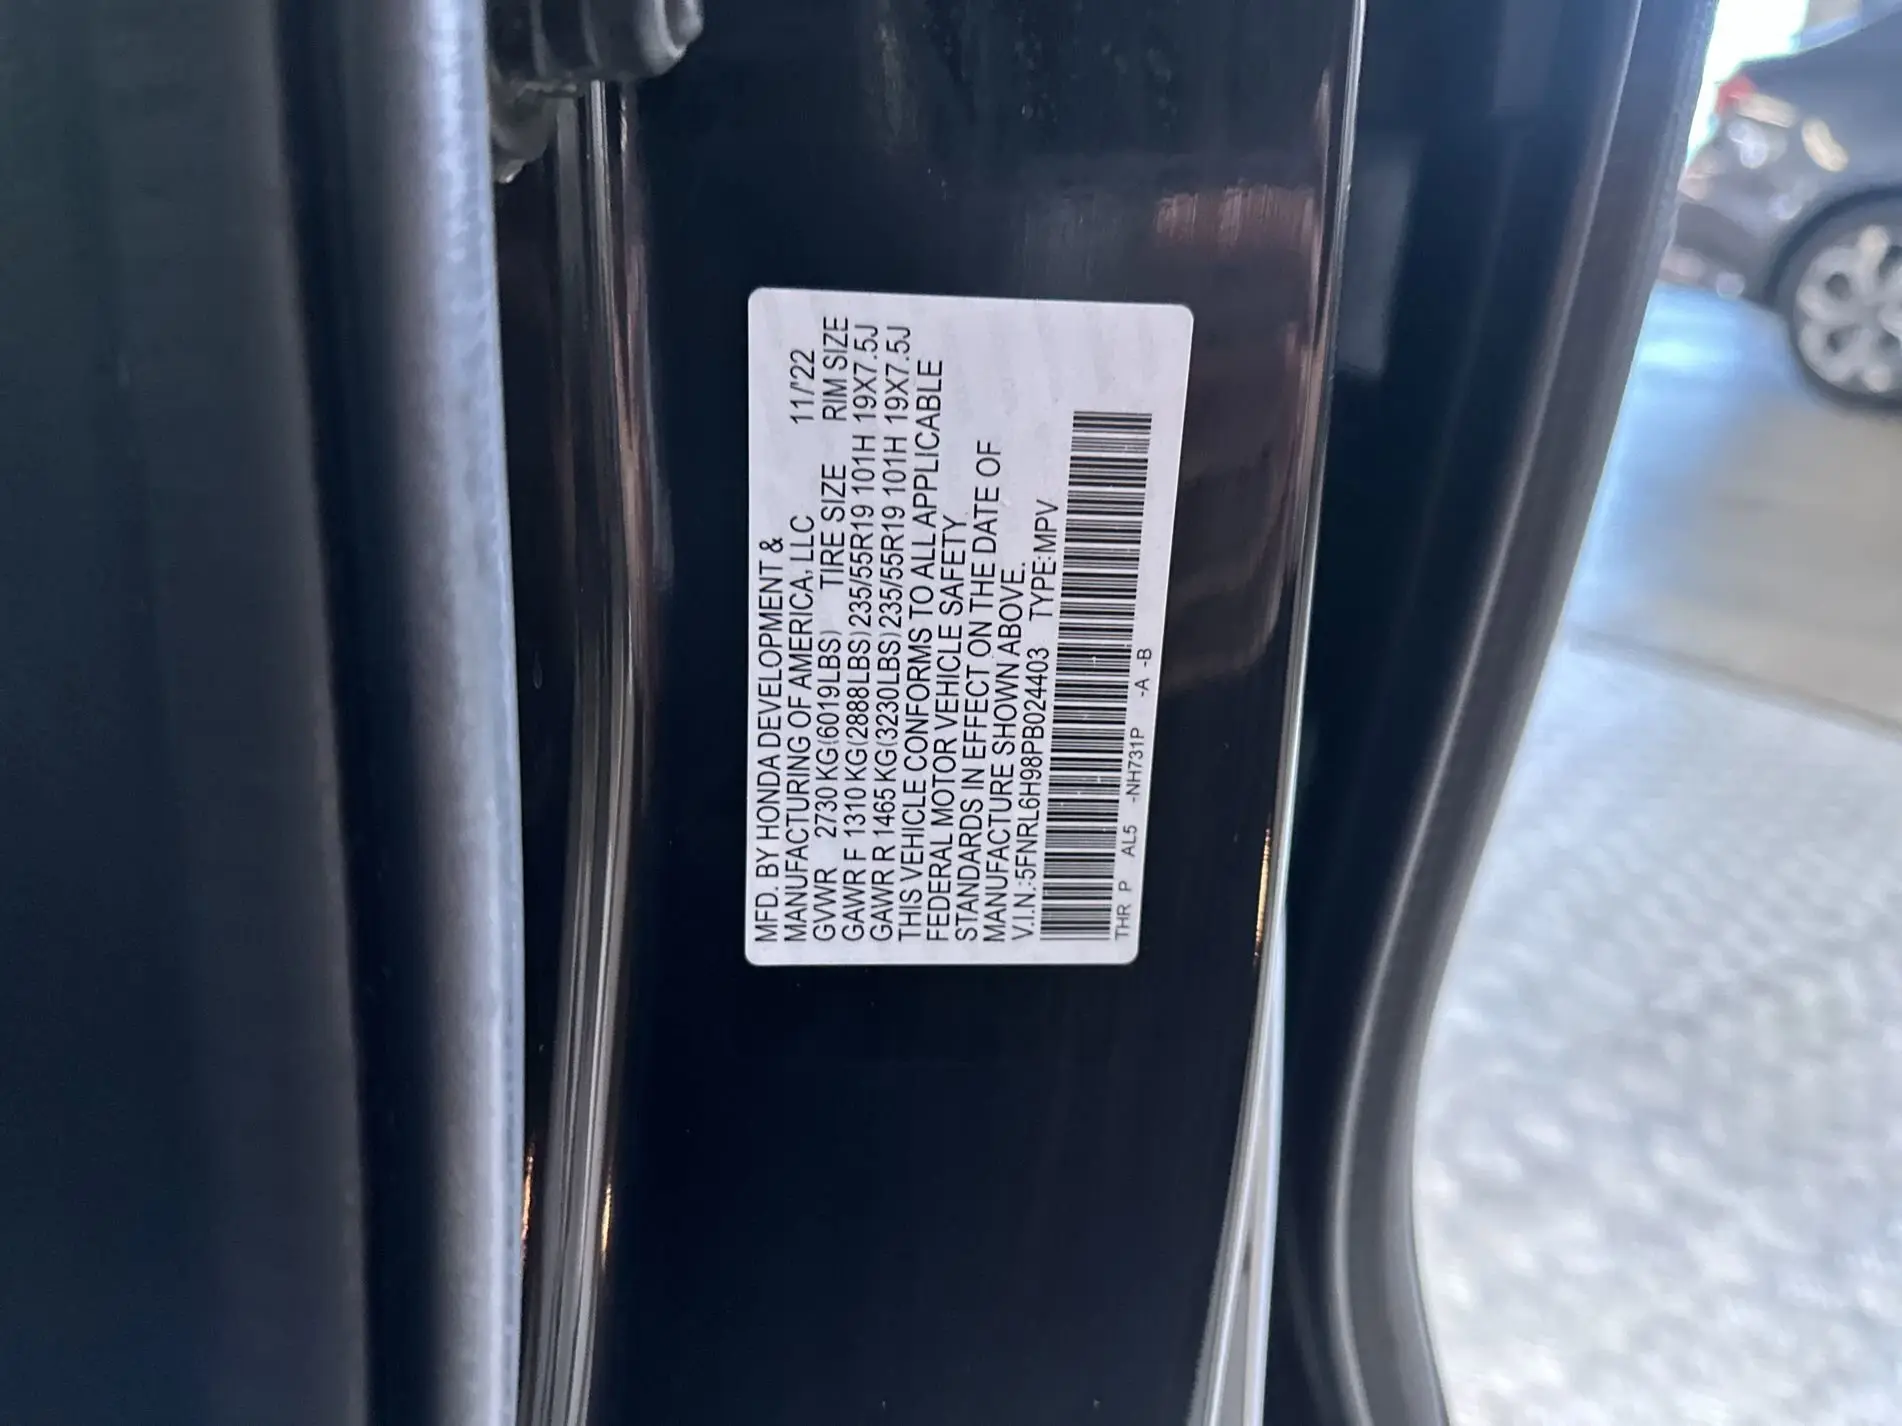 MFD. BY HONDA DEVELOPMENT &
MANUFACTURING OF AMERICA, LLC 11/'22
GVWR 2730 KG(6019LBS) TIRE SIZE RIM SIZE
GAWR F 1310 KG(2888LBS) 235/55R19 101H 19X7.5J
GAWR R 1465 KG(3230LBS) 235/55R19 101H 19X7.5J
THIS VEHICLE CONFORMS TO ALL APPLICABLE
FEDERAL MOTOR VEHICLE SAFETY
STANDARDS IN EFFECT ON THE DATE OF
MANUFACTURE SHOWN ABOVE.
V.I.N.:5FNRL6H98PB024403 TYPE:MPV
THR P AL5 -NH731P -A -B